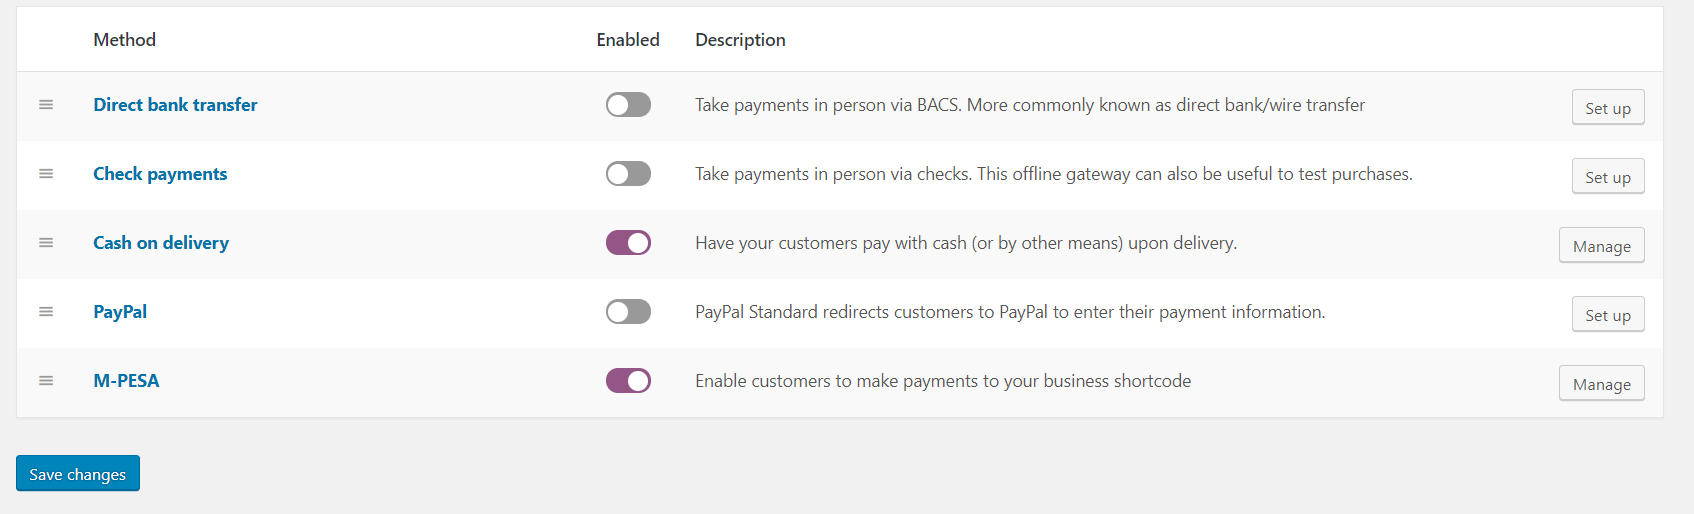 Method Enabled Description
Direct bank transfer Take payments in person via BACS. More commonly known as direct bank/wire transfer Set up
Check payments Take payments in person via checks. This offline gateway can also be useful to test purchases. Set up
Cash on delivery Have your customers pay with cash (or by other means) upon delivery. Manage
PayPal PayPal Standard redirects customers to PayPal to enter their payment information. Set up
M-PESA Enable customers to make payments to your business shortcode Manage
Save changes